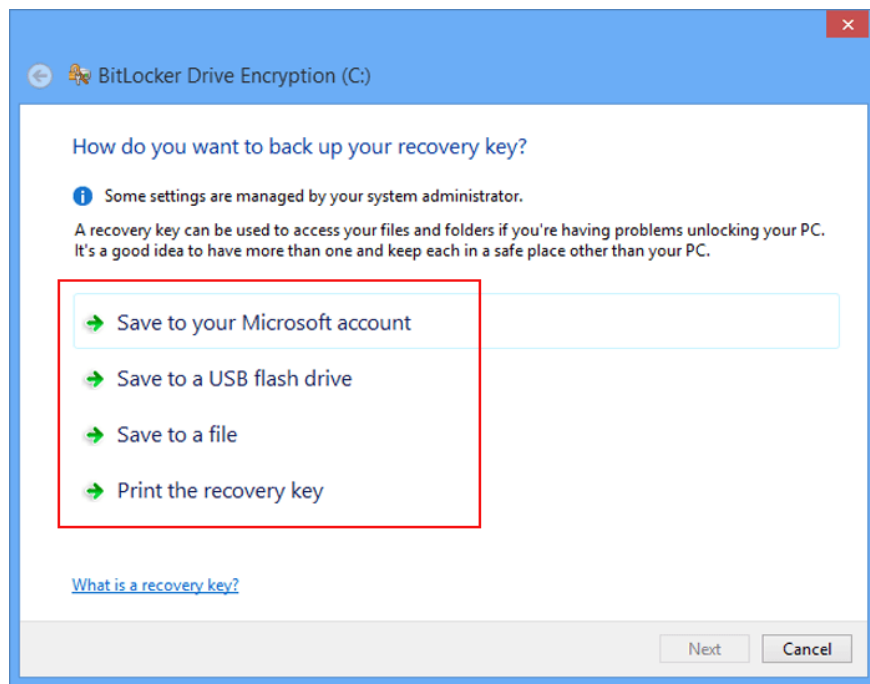 BitLocker Drive Encryption (C:)
How do you want to back up your recovery key?
Some settings are managed by your system administrator.
A recovery key can be used to access your files and folders if you're having problems unlocking your PC.
It's a good idea to have more than one and keep each in a safe place other than your PC.
Save to your Microsoft account
Save to a USB flash drive
Save to a file
Print the recovery key
What is a recovery key?
Next
Cancel